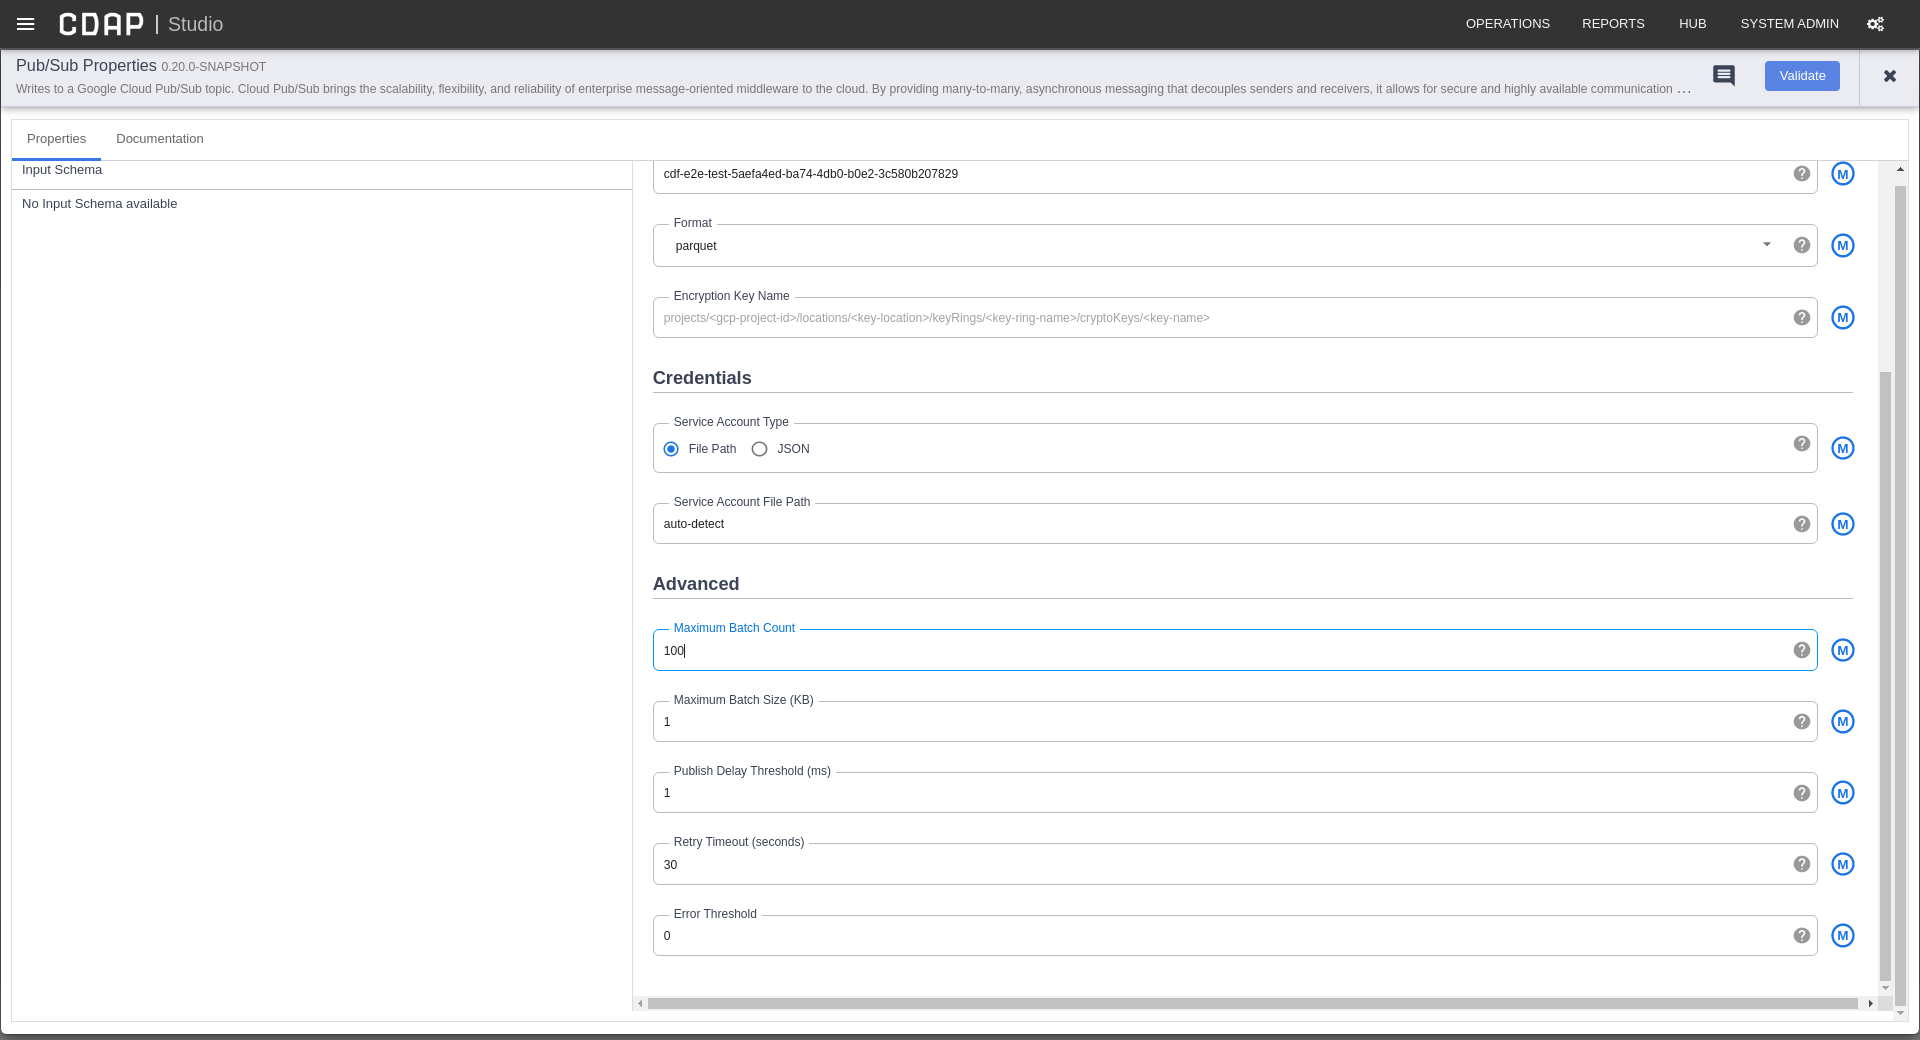 CDAP | Studio
OPERATIONS REPORTS HUB SYSTEM ADMIN
Pub/Sub Properties 0.20.0-SNAPSHOT
Writes to a Google Cloud Pub/Sub topic. Cloud Pub/Sub brings the scalability, flexibility, and reliability of enterprise message-oriented middleware to the cloud. By providing many-to-many, asynchronous messaging that decouples senders and receivers, it allows for secure and highly available communication ...
Validate
Properties Documentation
Input Schema
No Input Schema available
cdf-e2e-test-5aefa4ed-ba74-4db0-b0e2-3c580b207829
? M
Format
parquet
? M
Encryption Key Name
projects/<gcp-project-id>/locations/<key-location>/keyRings/<key-ring-name>/cryptoKeys/<key-name>
? M
Credentials
Service Account Type
File Path JSON
? M
Service Account File Path
auto-detect
? M
Advanced
Maximum Batch Count
100
? M
Maximum Batch Size (KB)
1
? M
Publish Delay Threshold (ms)
1
? M
Retry Timeout (seconds)
30
? M
Error Threshold
0
? M